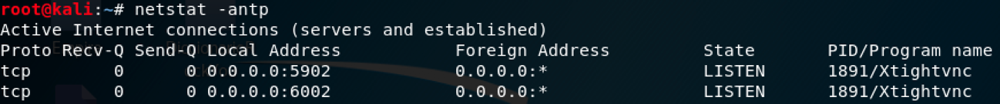 root@kali:~# netstat -antp
Active Internet connections (servers and established)
Proto Recv-Q Send-Q Local Address           Foreign Address         State       PID/Program name
tcp        0      0 0.0.0.0:5902            0.0.0.0:*               LISTEN      1891/Xtightvnc
tcp        0      0 0.0.0.0:6002            0.0.0.0:*               LISTEN      1891/Xtightvnc